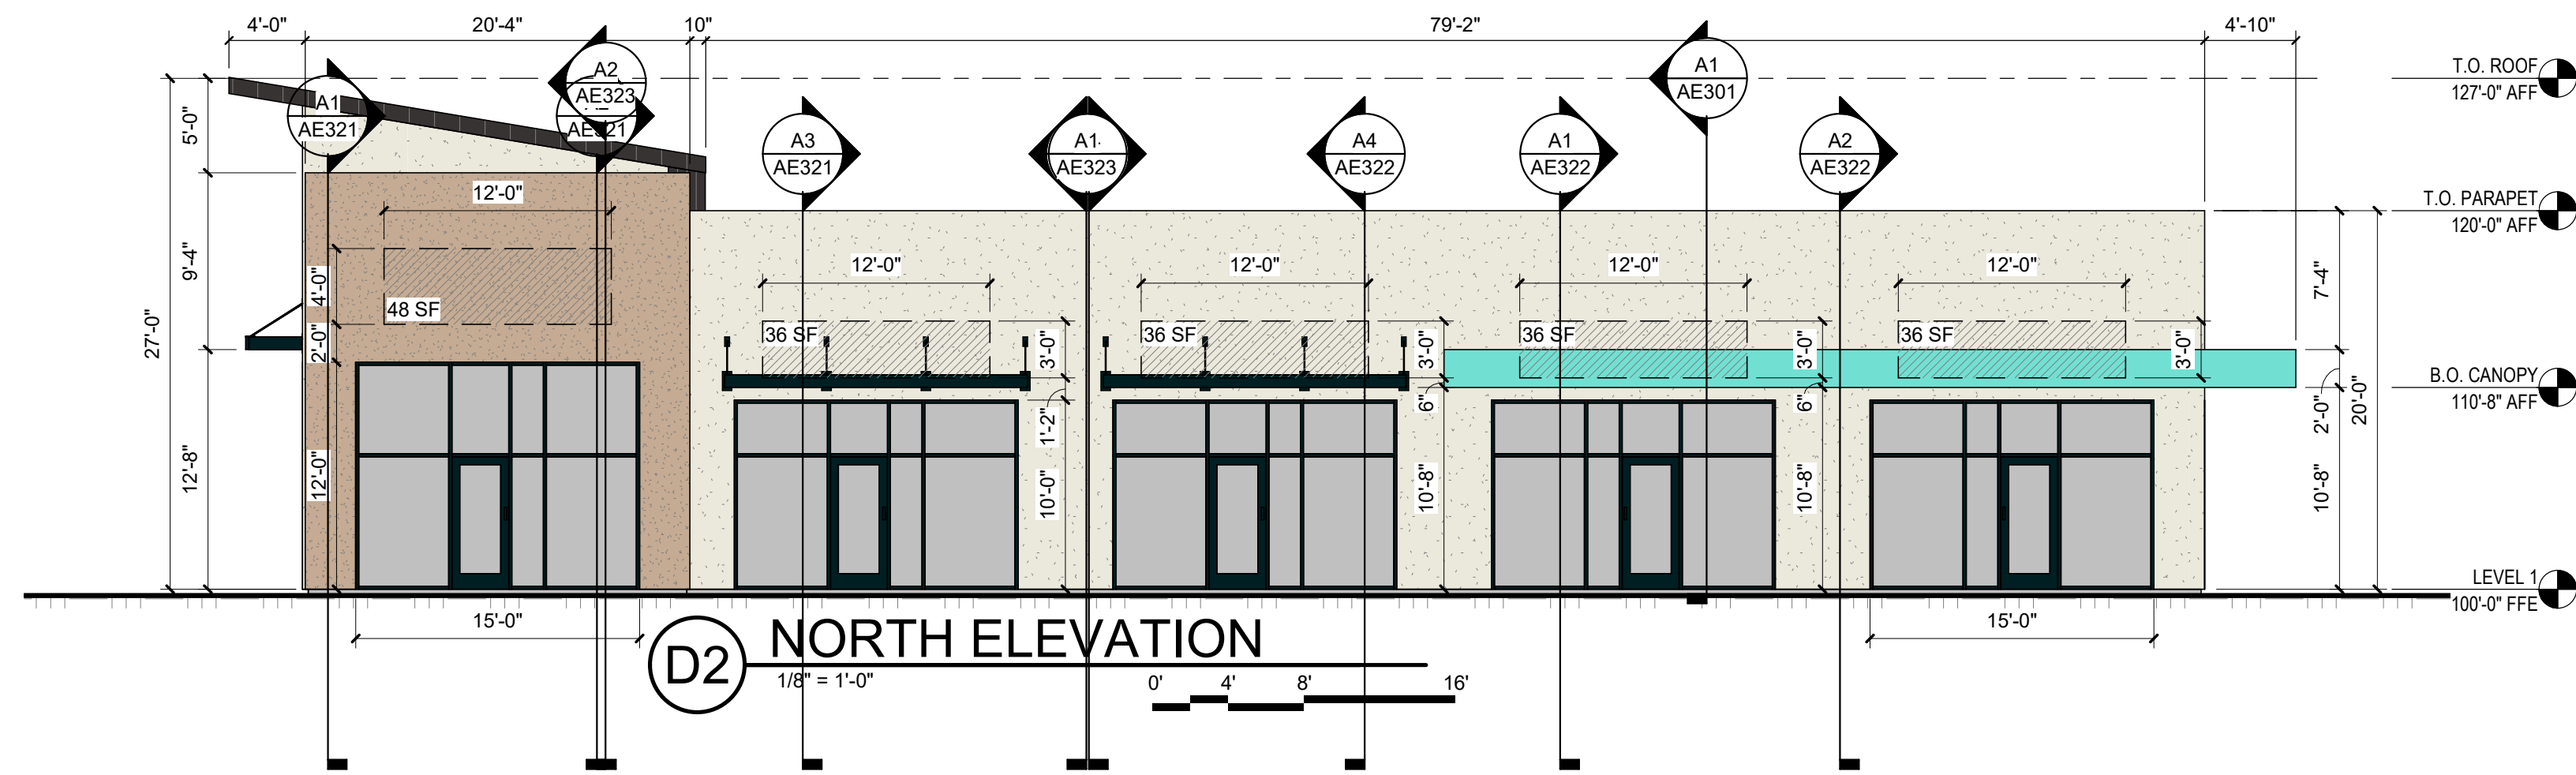 4'-0"
20'-4"
10"
79'-2"
4'-10"
A1
AE321
A2
AE323
AE321
A3
AE321
A1
AE323
A4
AE322
A1
AE322
A1
AE301
A2
AE322
T.O. ROOF
127'-0" AFF
T.O. PARAPET
120'-0" AFF
B.O. CANOPY
110'-8" AFF
LEVEL 1
100'-0" FFE
27'-0"
5'-0"
9'-4"
12'-8"
12'-0"
4'-0"
2'-0"
12'-0"
48 SF
12'-0"
36 SF
3'-0"
1'-2"
10'-0"
12'-0"
36 SF
3'-0"
6"
10'-8"
12'-0"
36 SF
3'-0"
6"
10'-8"
12'-0"
36 SF
3'-0"
7'-4"
2'-0"
20'-0"
10'-8"
15'-0"
15'-0"
D2
NORTH ELEVATION
1/8" = 1'-0"
0' 4' 8' 16'